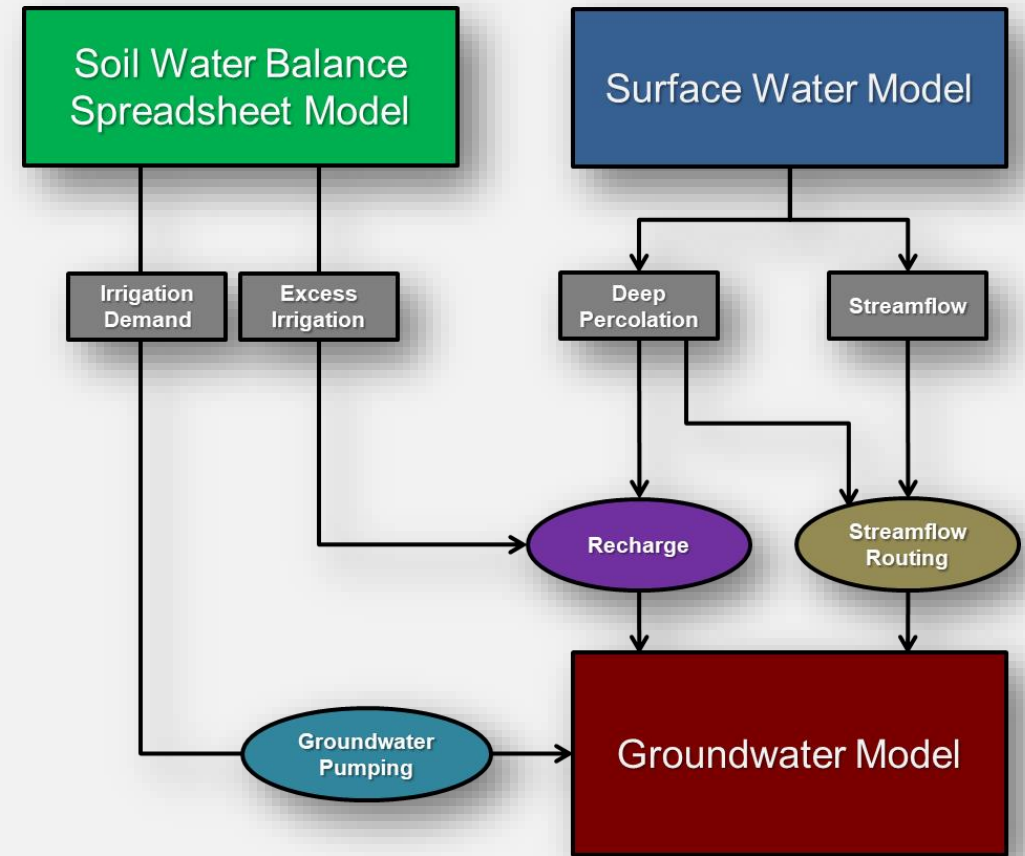 Soil Water Balance
Spreadsheet Model
Surface Water Model
Irrigation
Demand
Excess
Irrigation
Deep
Percolation
Streamflow
Recharge
Streamflow
Routing
Groundwater
Pumping
Groundwater Model